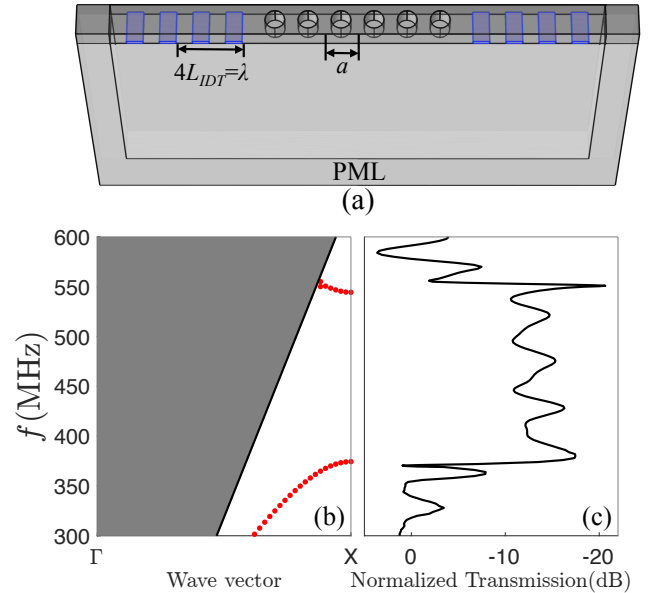 4L_IDT=λ
a
PML
(a)
600
550
500
450
400
350
300
f(MHz)
(b)
(c)
Γ
X
0
-10
-20
Wave vector
Normalized Transmission(dB)